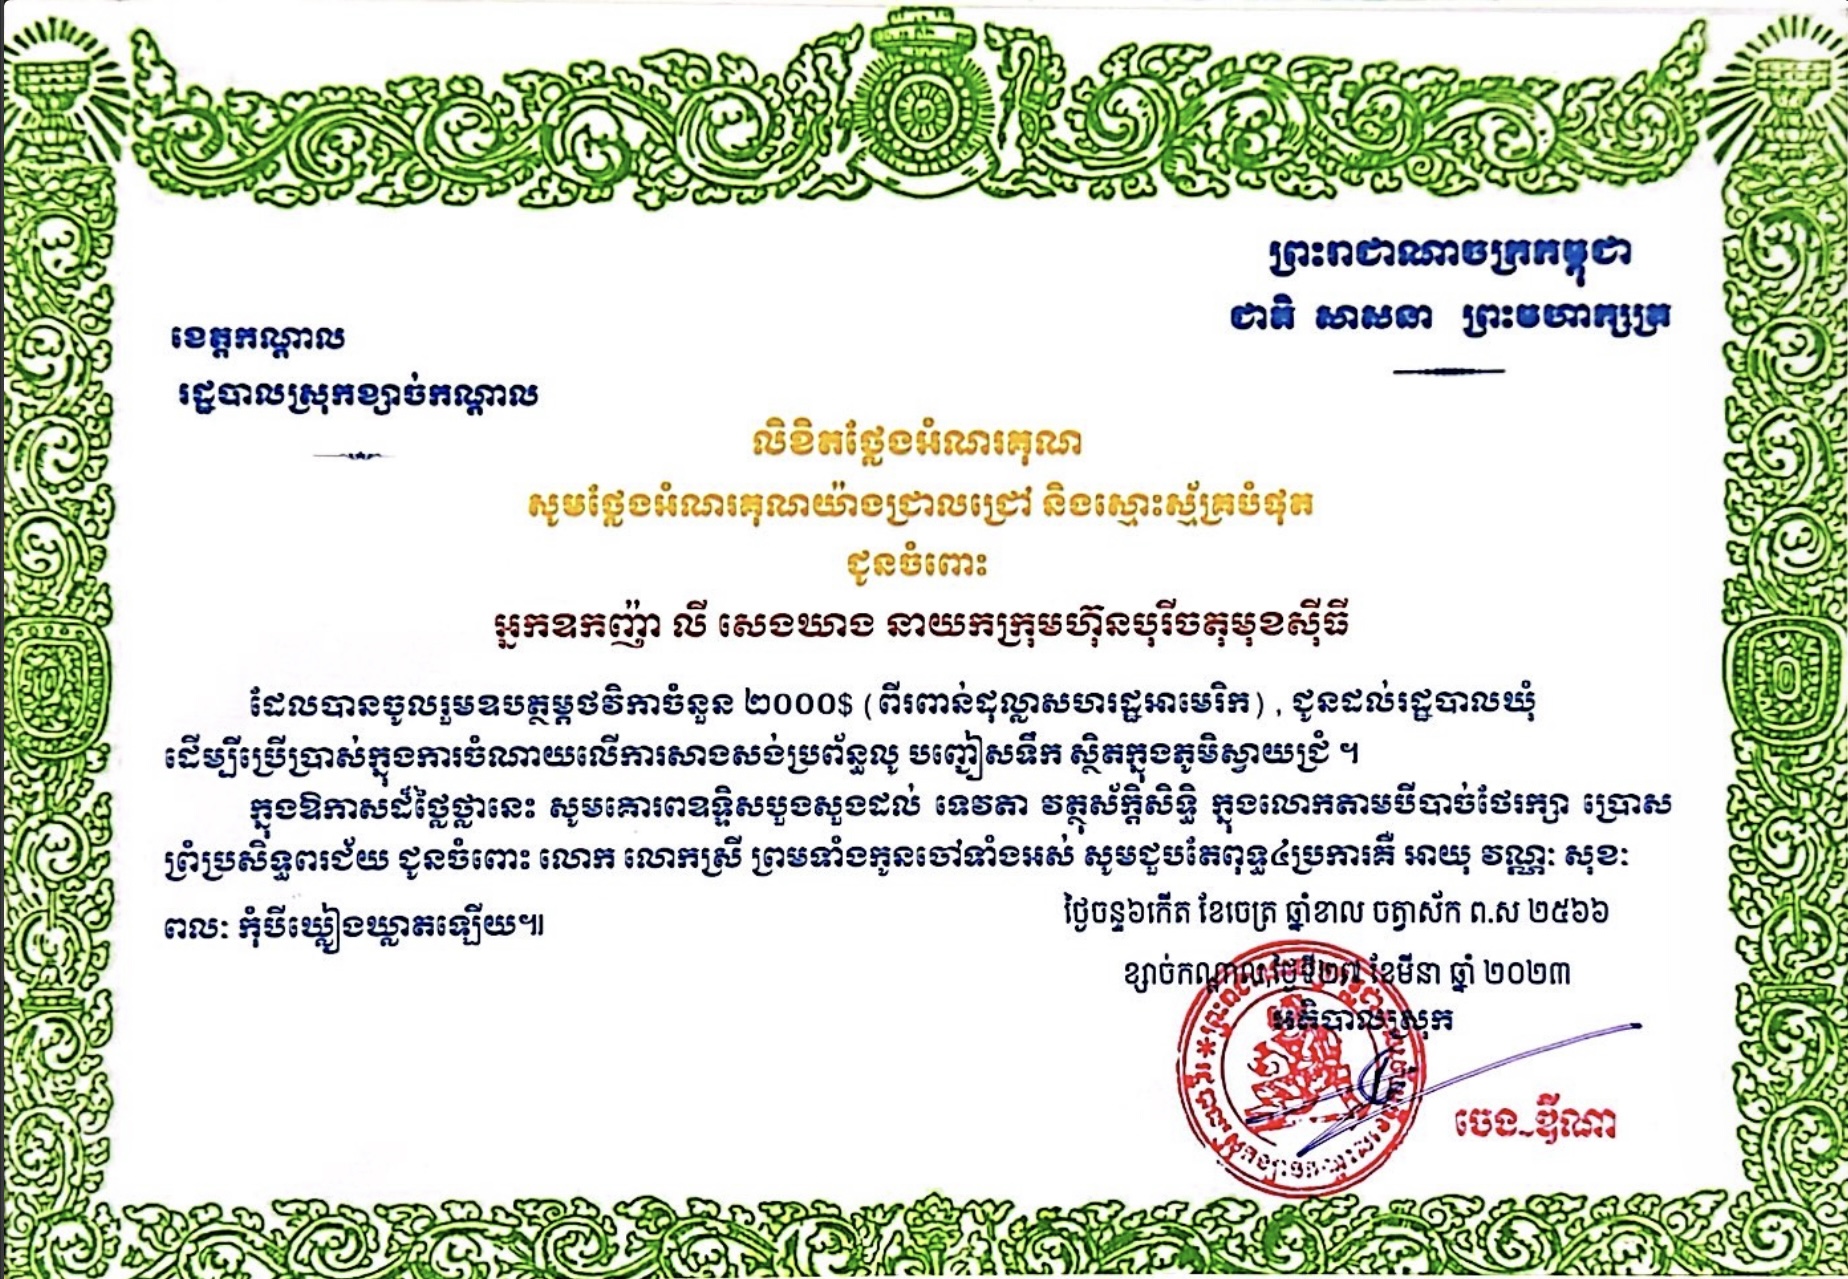 ព្រះរាជាណាចក្រកម្ពុជា
ជាតិ សាសនា ព្រះមហាក្សត្រ
ខេត្តកណ្តាល
រដ្ឋបាលស្រុកខ្សាច់កណ្តាល
លិខិតថ្លែងអំណរគុណ
សូមថ្លែងអំណរគុណយ៉ាងជ្រាលជ្រៅ និងស្មោះស្ម័គ្របំផុត
ជូនចំពោះ
អ្នកឧកញ៉ា លី សេងឃាង នាយកក្រុមហ៊ុនបុរីចតុមុខស៊ីធី
ដែលបានចូលរួមឧបត្ថម្ភថវិកាចំនួន ២០០០$ (ពីរពាន់ដុល្លាសហរដ្ឋអាមេរិក) , ជូនដល់រដ្ឋបាលឃុំ
ដើម្បីប្រើប្រាស់ក្នុងការចំណាយលើការសាងសង់ប្រព័ន្ធលូ បញ្ជៀសទឹក ស្ថិតក្នុងភូមិស្វាយជ្រំ ។
ក្នុងឱកាសដ៏ថ្លៃថ្លានេះ សូមគោរពឧទ្ទិសបួងសួងដល់ ទេវតា វត្ថុស័ក្តិសិទ្ធិ ក្នុងលោកតាមបីបាច់ថែរក្សា ប្រោស
ព្រំប្រសិទ្ធពរជ័យ ជូនចំពោះ លោក លោកស្រី ព្រមទាំងកូនចៅទាំងអស់ សូមជួបតែពុទ្ធ៤ប្រការគឺ អាយុ វណ្ណៈ សុខៈ
ពលៈ កុំបីឃ្លៀងឃ្លាតឡើយ។៕
ថ្ងៃចន្ទ៦កើត ខែចេត្រ ឆ្នាំខាល ចត្វាស័ក ព.ស ២៥៦៦
ខ្សាច់កណ្តាល,ថ្ងៃទី២៧ ខែមីនា ឆ្នាំ ២០២៣
អភិបាលស្រុក
ចេង_ឌីណា